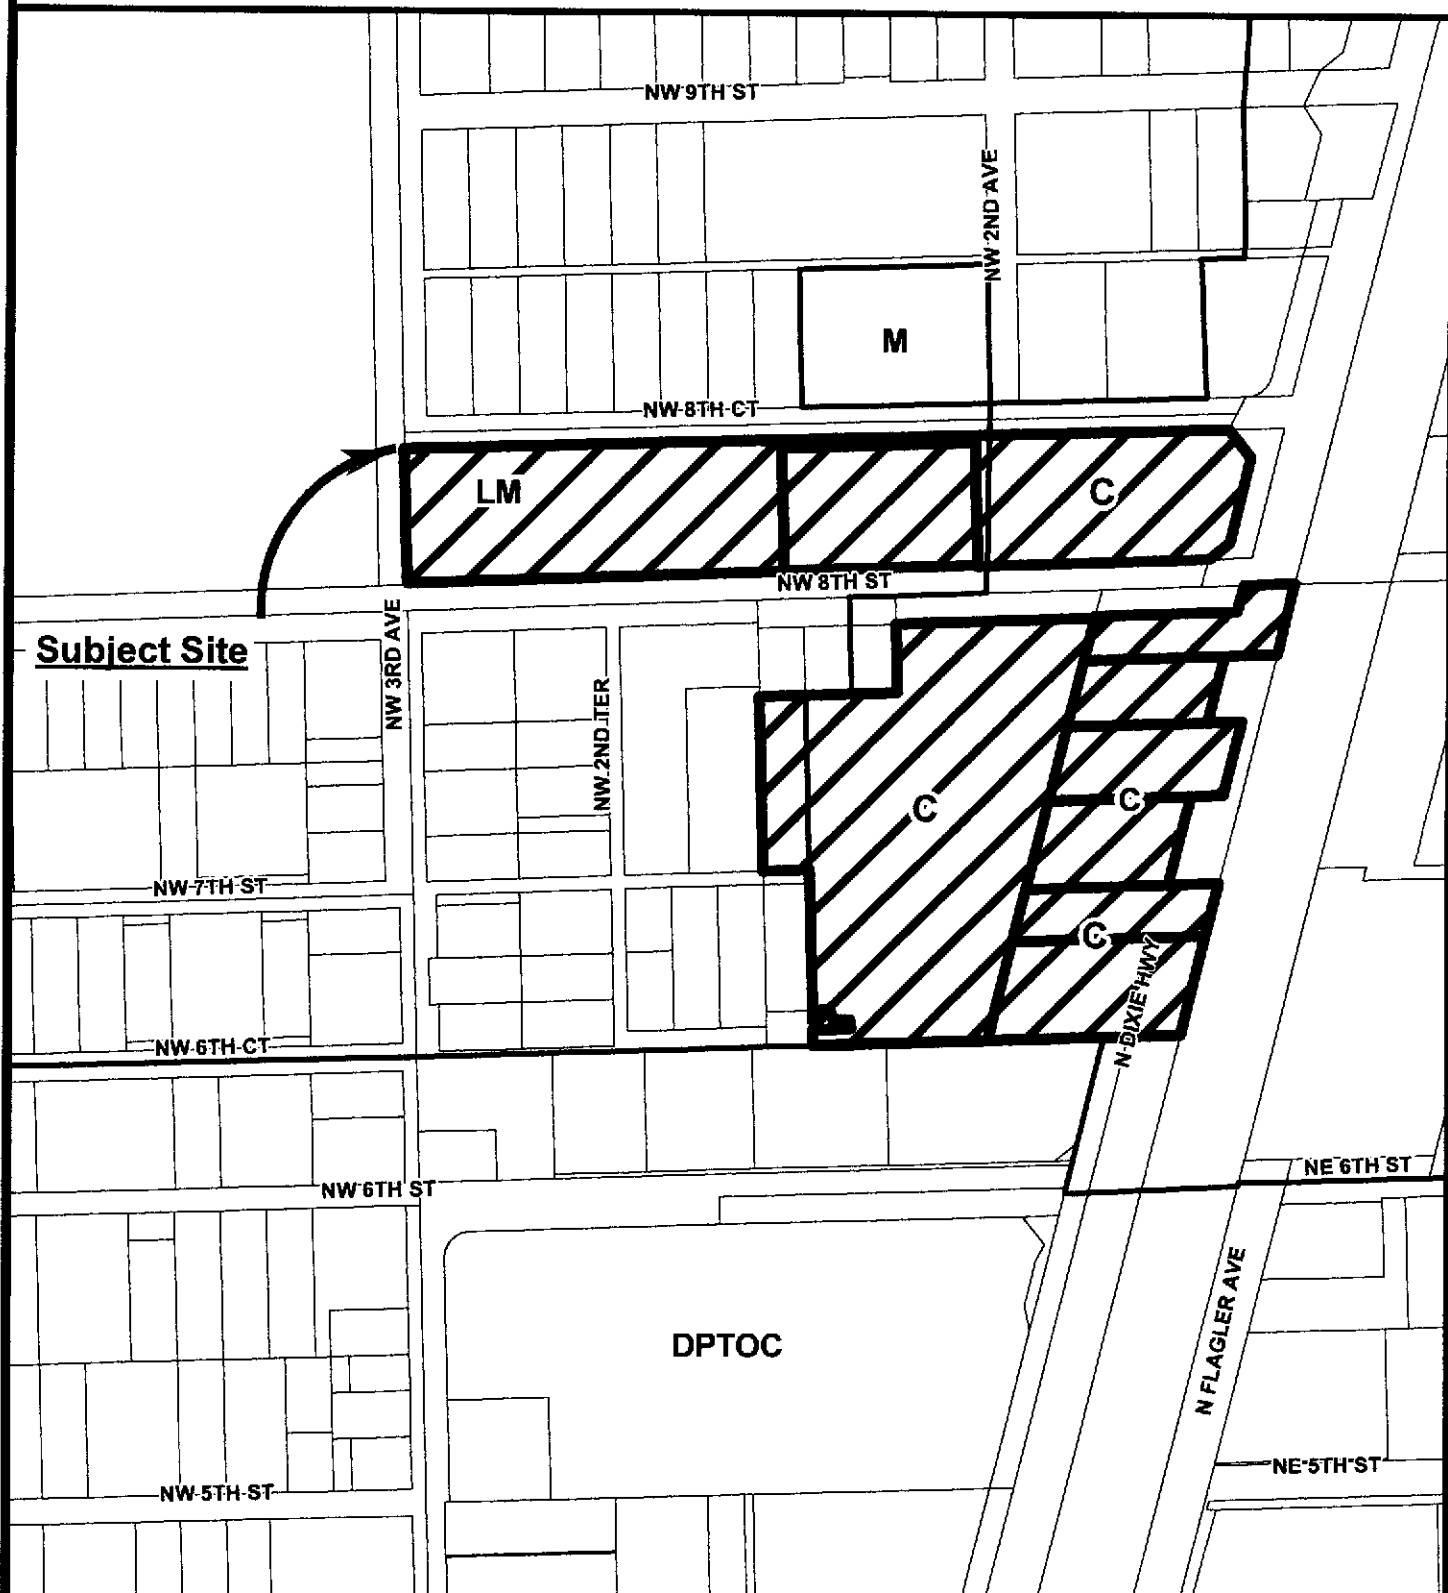 NW 9TH ST
NW 2ND AVE
M
NW 8TH CT
LM
C
NW 8TH ST
Subject Site
NW 3RD AVE
NW 2ND TER
C
C
NW 7TH ST
C
N DIXIE HWY
NW 6TH CT
NE 6TH ST
NW 6TH ST
N FLAGLER AVE
DPTOC
NE 5TH ST
NW 5TH ST